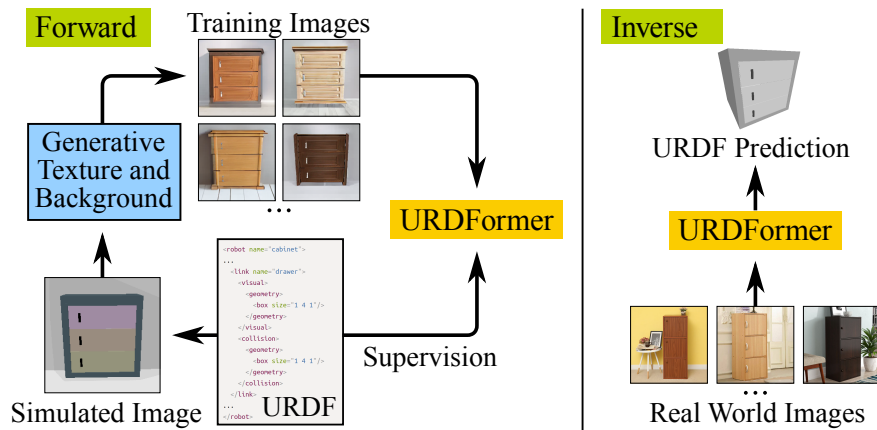 Forward
Training Images
Generative
Texture and
Background
...
URDFormer
<robot name="cabinet">
...
<link name="drawer">
<visual>
<geometry>
<box size="1 4 1"/>
</geometry>
</visual>
<collision>
<geometry>
<box size="1 4 1"/>
</geometry>
</collision>
</link>
...
</robot>
URDF
Supervision
Simulated Image
Inverse
URDF Prediction
URDFormer
...
Real World Images